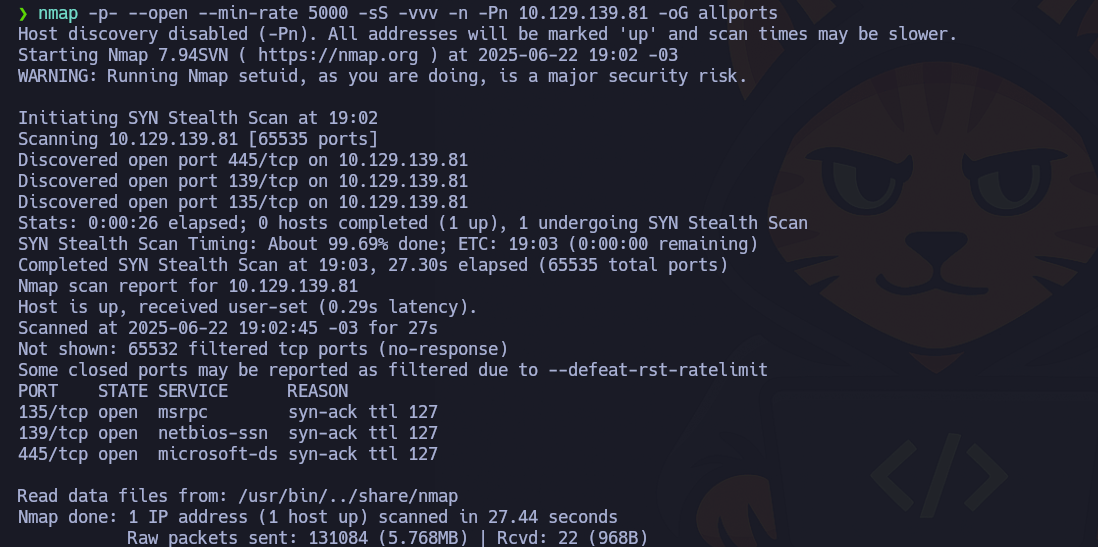 ❯ nmap -p- --open --min-rate 5000 -sS -vvv -n -Pn 10.129.139.81 -oG allports
Host discovery disabled (-Pn). All addresses will be marked 'up' and scan times may be slower.
Starting Nmap 7.94SVN ( https://nmap.org ) at 2025-06-22 19:02 -03
WARNING: Running Nmap setuid, as you are doing, is a major security risk.

Initiating SYN Stealth Scan at 19:02
Scanning 10.129.139.81 [65535 ports]
Discovered open port 445/tcp on 10.129.139.81
Discovered open port 139/tcp on 10.129.139.81
Discovered open port 135/tcp on 10.129.139.81
Stats: 0:00:26 elapsed; 0 hosts completed (1 up), 1 undergoing SYN Stealth Scan
SYN Stealth Scan Timing: About 99.69% done; ETC: 19:03 (0:00:00 remaining)
Completed SYN Stealth Scan at 19:03, 27.30s elapsed (65535 total ports)
Nmap scan report for 10.129.139.81
Host is up, received user-set (0.29s latency).
Scanned at 2025-06-22 19:02:45 -03 for 27s
Not shown: 65532 filtered tcp ports (no-response)
Some closed ports may be reported as filtered due to --defeat-rst-ratelimit
PORT    STATE SERVICE      REASON
135/tcp open  msrpc        syn-ack ttl 127
139/tcp open  netbios-ssn  syn-ack ttl 127
445/tcp open  microsoft-ds syn-ack ttl 127
</>

Read data files from: /usr/bin/../share/nmap
Nmap done: 1 IP address (1 host up) scanned in 27.44 seconds
           Raw packets sent: 131084 (5.768MB) | Rcvd: 22 (968B)